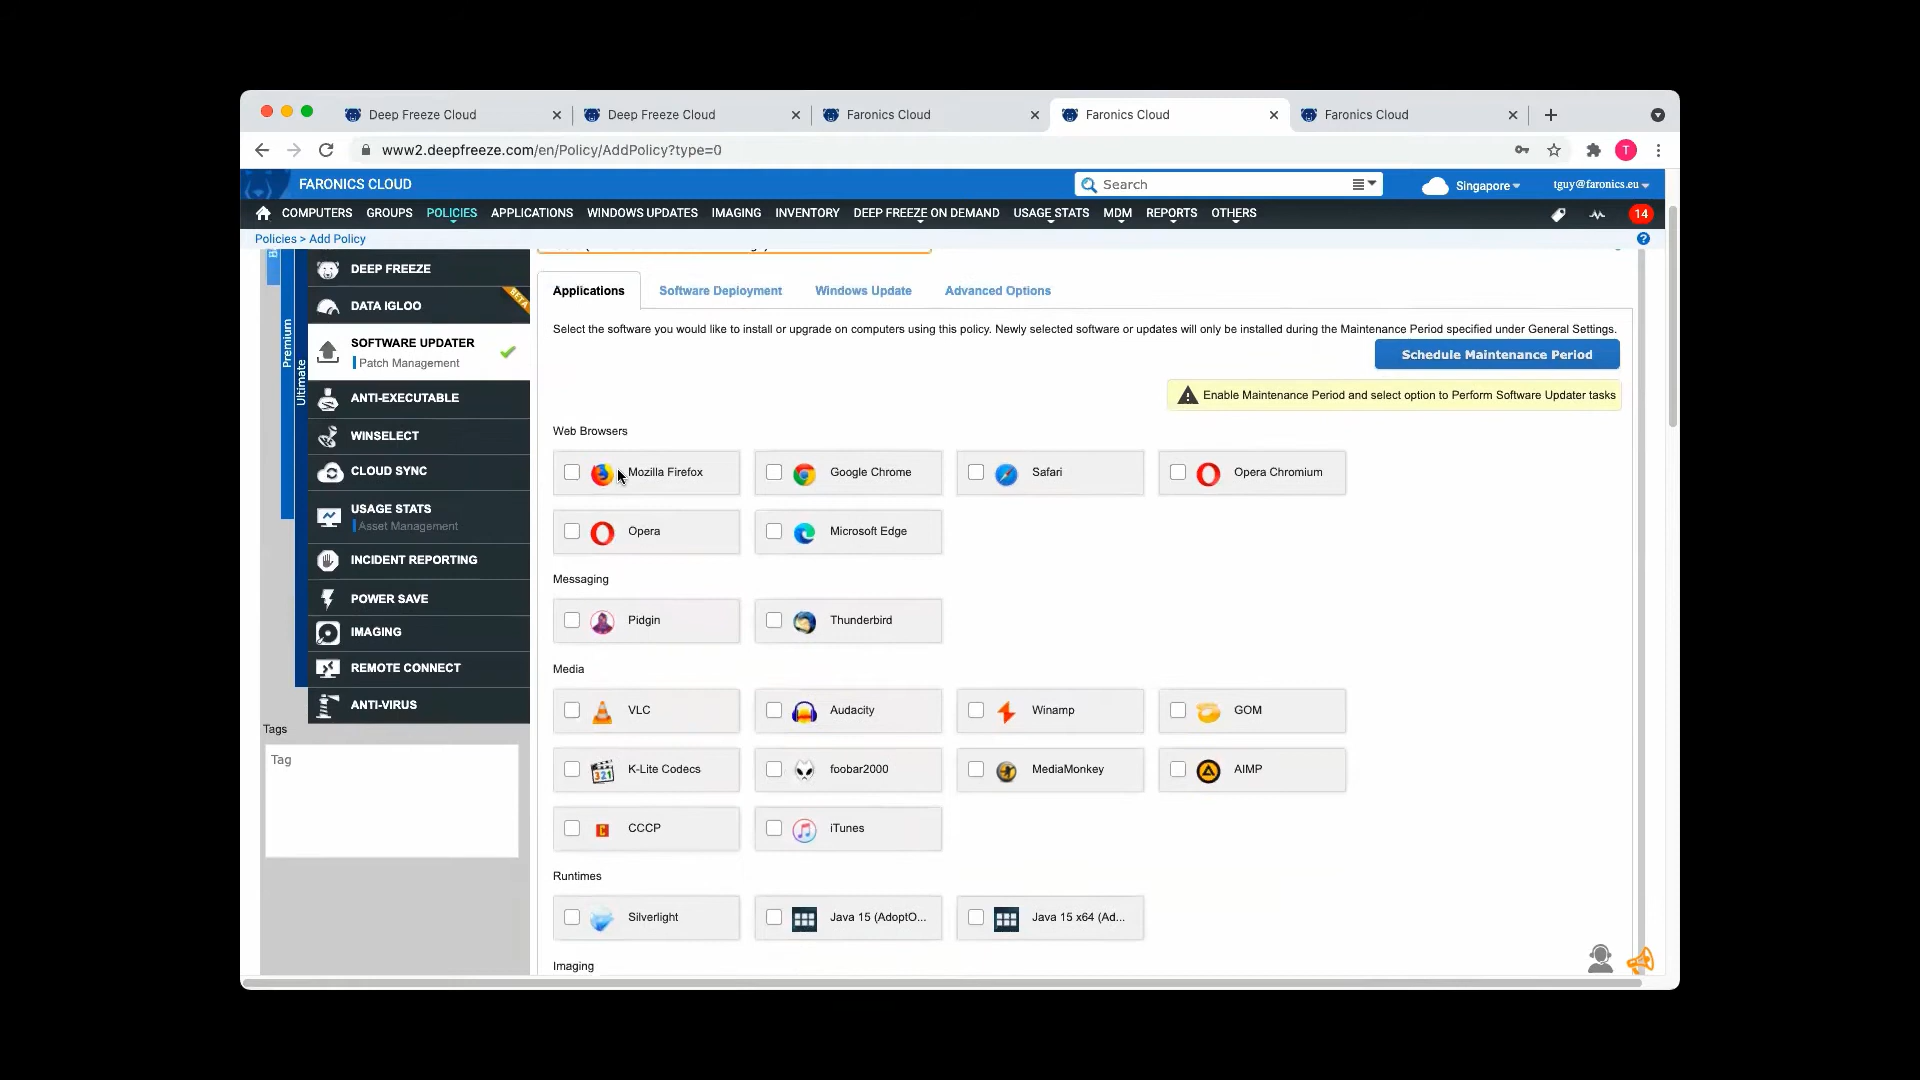 Deep Freeze Cloud
Deep Freeze Cloud
Faronics Cloud
Faronics Cloud
Faronics Cloud
www2.deepfreeze.com/en/Policy/AddPolicy?type=0
T
FARONICS CLOUD
Search
Singapore
tguy@faronics.eu
COMPUTERS GROUPS POLICIES APPLICATIONS WINDOWS UPDATES IMAGING INVENTORY DEEP FREEZE ON DEMAND USAGE STATS MDM REPORTS OTHERS
14
Policies > Add Policy
?
Premium
Ultimate
DEEP FREEZE
DATA IGLOO
BETA
SOFTWARE UPDATER
Patch Management
ANTI-EXECUTABLE
WINSELECT
CLOUD SYNC
USAGE STATS
Asset Management
INCIDENT REPORTING
POWER SAVE
IMAGING
REMOTE CONNECT
ANTI-VIRUS
Tags
Tag
Applications
Software Deployment
Windows Update
Advanced Options
Select the software you would like to install or upgrade on computers using this policy. Newly selected software or updates will only be installed during the Maintenance Period specified under General Settings.
Schedule Maintenance Period
Enable Maintenance Period and select option to Perform Software Updater tasks
Web Browsers
Mozilla Firefox
Google Chrome
Safari
Opera Chromium
Opera
Microsoft Edge
Messaging
Pidgin
Thunderbird
Media
VLC
Audacity
Winamp
GOM
K-Lite Codecs
foobar2000
MediaMonkey
AIMP
CCCP
iTunes
Runtimes
Silverlight
Java 15 (AdoptO...
Java 15 x64 (Ad...
Imaging